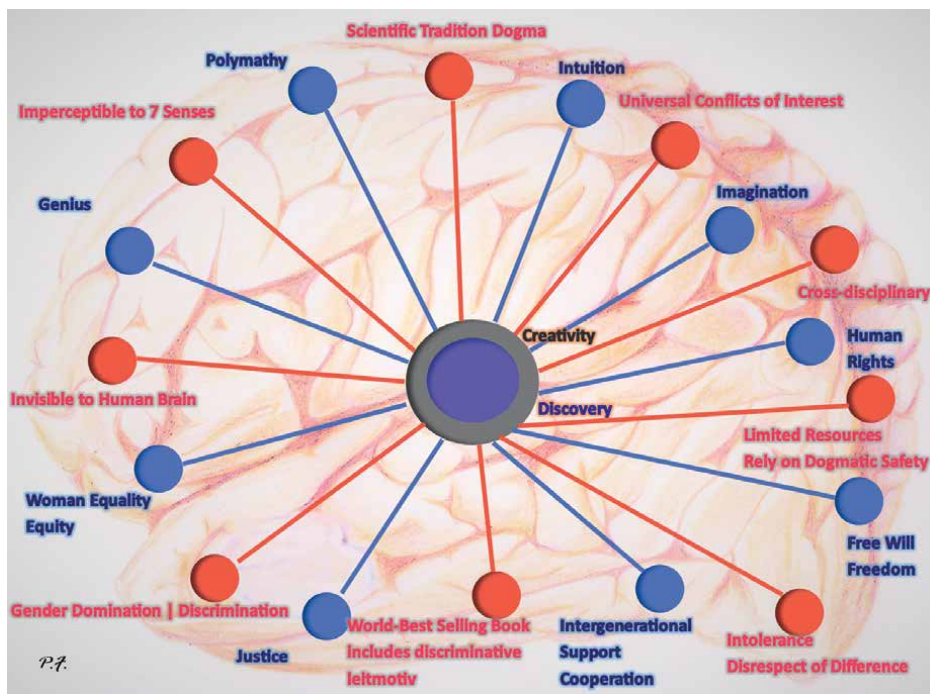 Scientific Tradition Dogma
Polymathy
Intuition
Imperceptible to 7 Senses
Universal Conflicts of Interest
Genius
Imagination
Cross-disciplinary
Creativity
Human
Rights
Invisible to Human Brain
Discovery
Limited Resources
Rely on Dogmatic Safety
Woman Equality
Equity
Free Will
Freedom
Gender Domination | Discrimination
Justice
World-Best Selling Book
Includes discriminative
leitmotiv
Intergenerational
Support
Cooperation
Intolerance
Disrespect of Difference
P.F.